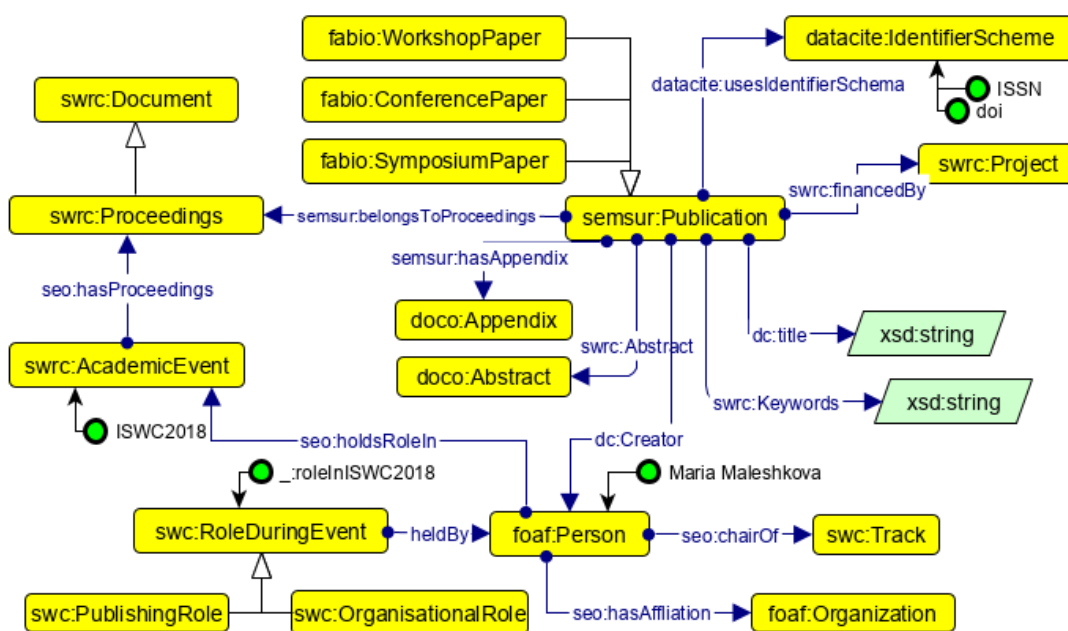 fabio:WorkshopPaper
datacite:IdentifierScheme
datacite:usesIdentifierSchema
ISSN
doi
swrc:Document
fabio:ConferencePaper
fabio:SymposiumPaper
swrc:Project
swrc:financedBy
swrc:Proceedings
semsur:belongsToProceedings
semsur:Publication
semsur:hasAppendix
seo:hasProceedings
doco:Appendix
dc:title
xsd:string
swrc:Abstract
swrc:AcademicEvent
doco:Abstract
swrc:Keywords
xsd:string
ISWC2018
seo:holdsRoleIn
dc:Creator
_:roleInISWC2018
Maria Maleshkova
swc:RoleDuringEvent
heldBy
foaf:Person
seo:chairOf
swc:Track
swc:PublishingRole
swc:OrganisationalRole
seo:hasAffliation
foaf:Organization